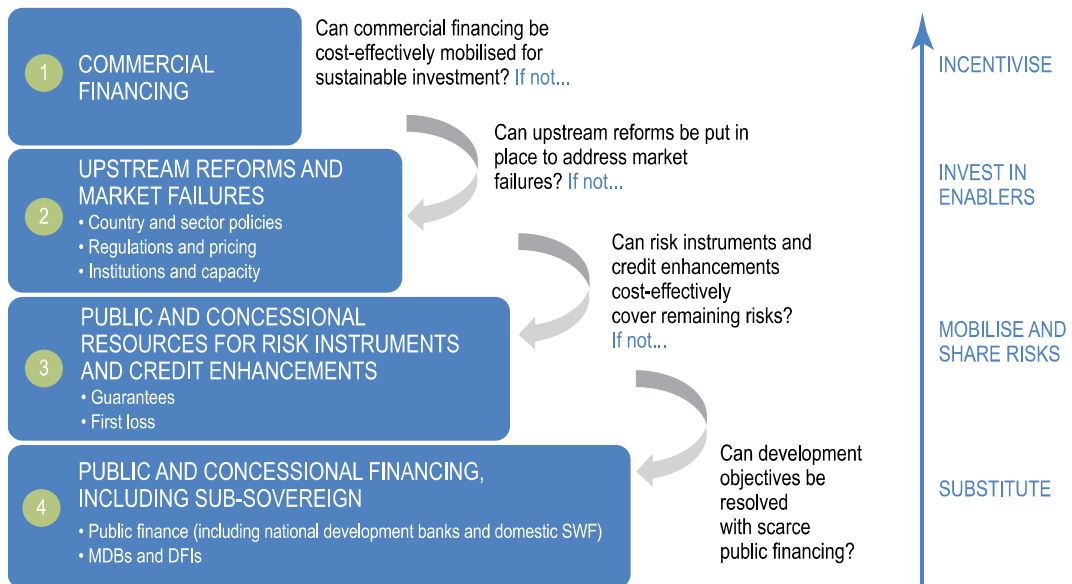 1
COMMERCIAL
FINANCING
Can commercial financing be
cost-effectively mobilised for
sustainable investment? If not...
INCENTIVISE
2
UPSTREAM REFORMS AND
MARKET FAILURES
• Country and sector policies
• Regulations and pricing
• Institutions and capacity
Can upstream reforms be put in
place to address market
failures? If not...
INVEST IN
ENABLERS
3
PUBLIC AND CONCESSIONAL
RESOURCES FOR RISK INSTRUMENTS
AND CREDIT ENHANCEMENTS
• Guarantees
• First loss
Can risk instruments and
credit enhancements
cost-effectively
cover remaining risks?
If not...
MOBILISE AND
SHARE RISKS
4
PUBLIC AND CONCESSIONAL FINANCING,
INCLUDING SUB-SOVEREIGN
• Public finance (including national development banks and domestic SWF)
• MDBs and DFIs
Can development
objectives be
resolved
with scarce
public financing?
SUBSTITUTE